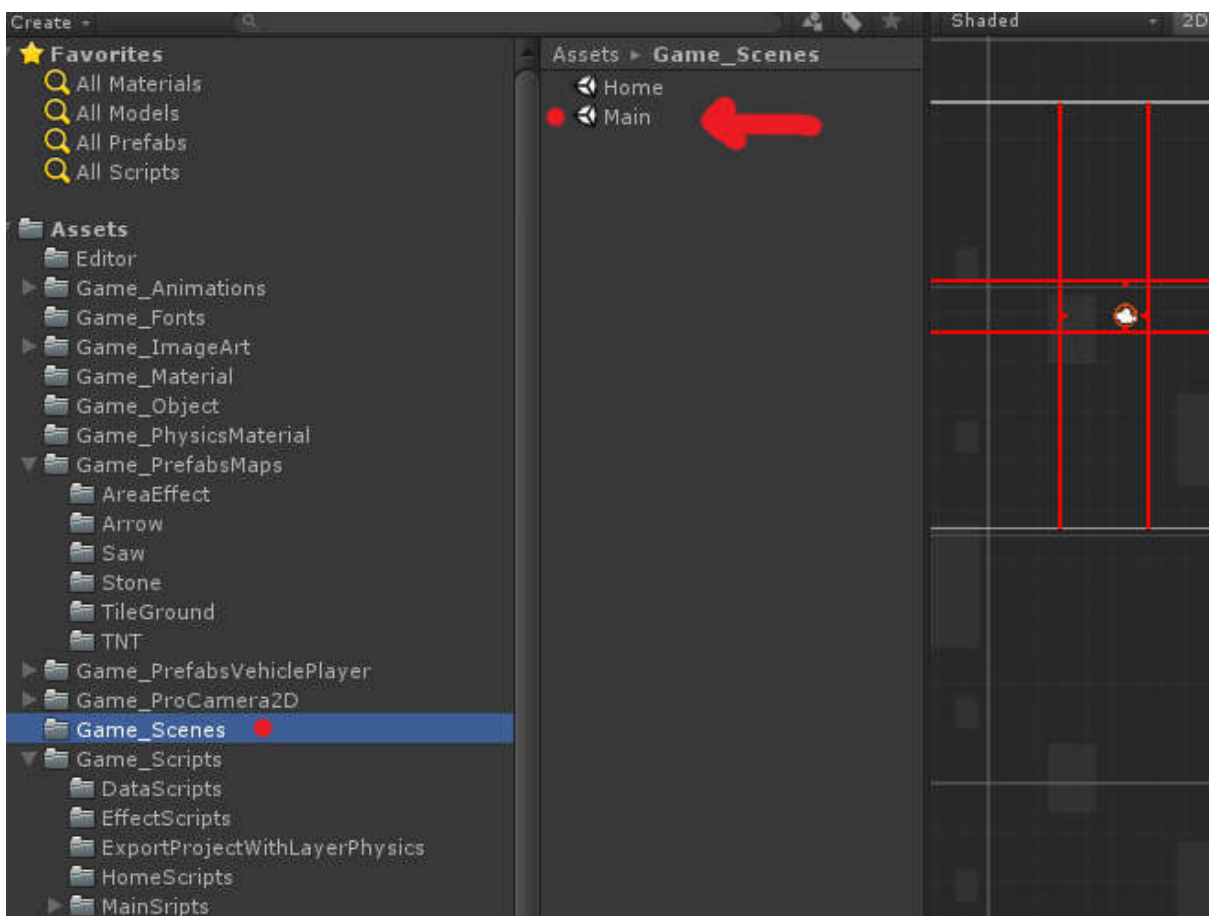 Create
Favorites
All Materials
All Models
All Prefabs
All Scripts
Assets
Editor
Game_Animations
Game_Fonts
Game_ImageArt
Game_Material
Game_Object
Game_PhysicsMaterial
Game_PrefabsMaps
AreaEffect
Arrow
Saw
Stone
TileGround
TNT
Game_PrefabsVehiclePlayer
Game_ProCamera2D
Game_Scenes
Game_Scripts
DataScripts
EffectScripts
ExportProjectWithLayerPhysics
HomeScripts
MainSripts
Assets Game_Scenes
Home
Main
Shaded 2D